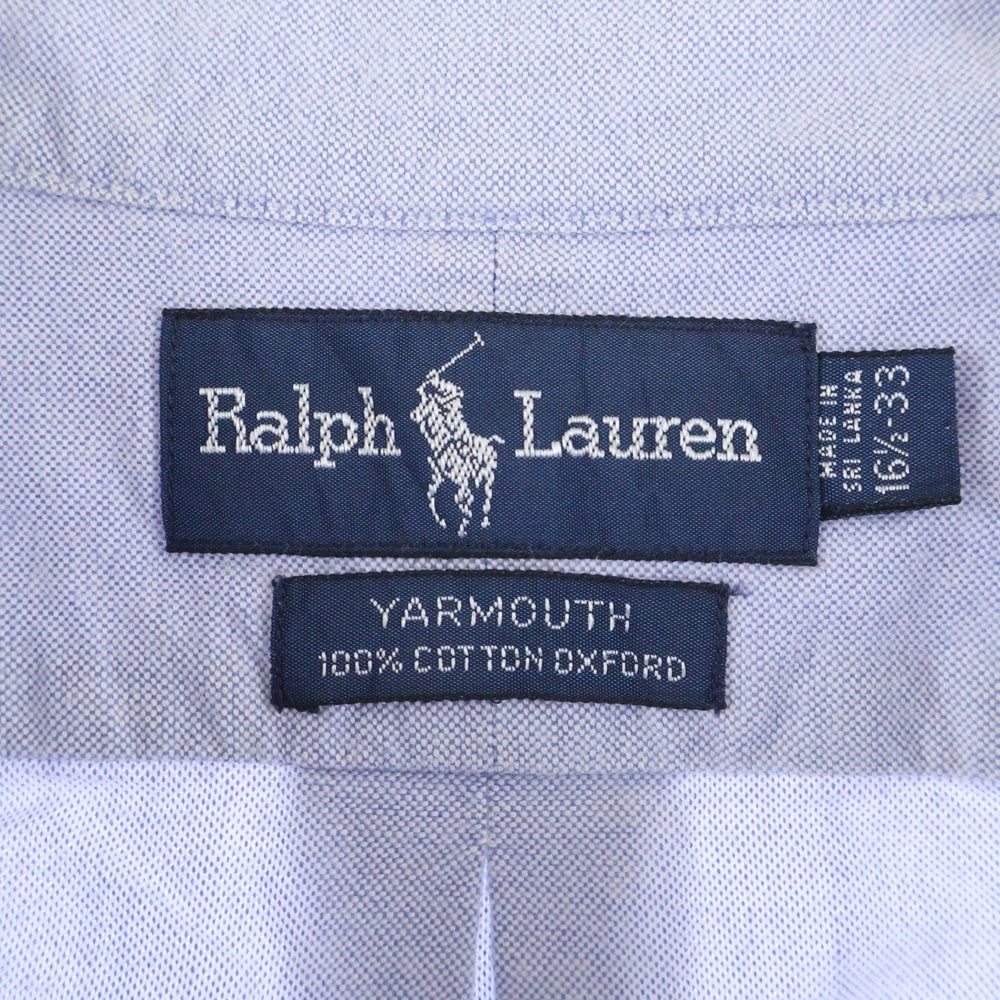 Ralph Lauren
MADE IN
SRI LANKA
16½-33
YARMOUTH
100% COTTON OXFORD